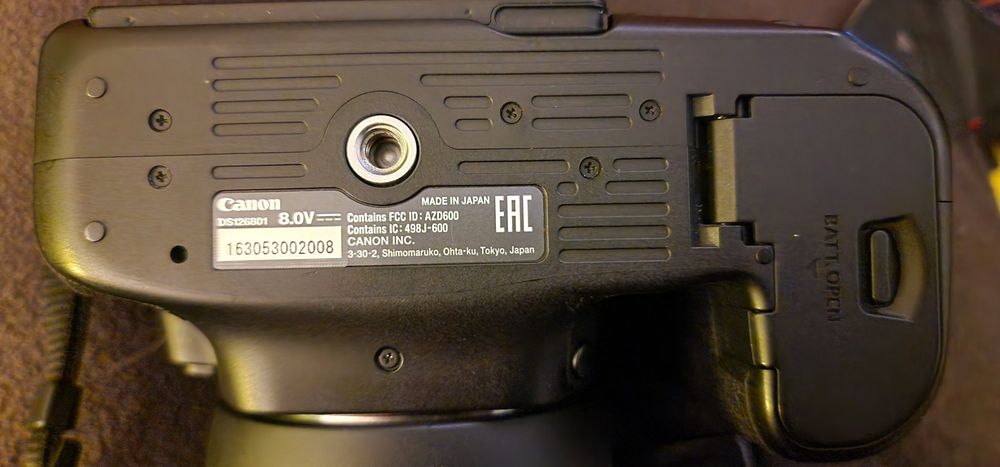 Canon
MADE IN JAPAN
EAC
DS126801 8.0V
Contains FCC ID: AZD600
Contains IC: 498J-600
CANON INC.
163053002008
3-30-2, Shimomaruko, Ohta-ku, Tokyo, Japan
BATT. OPEN